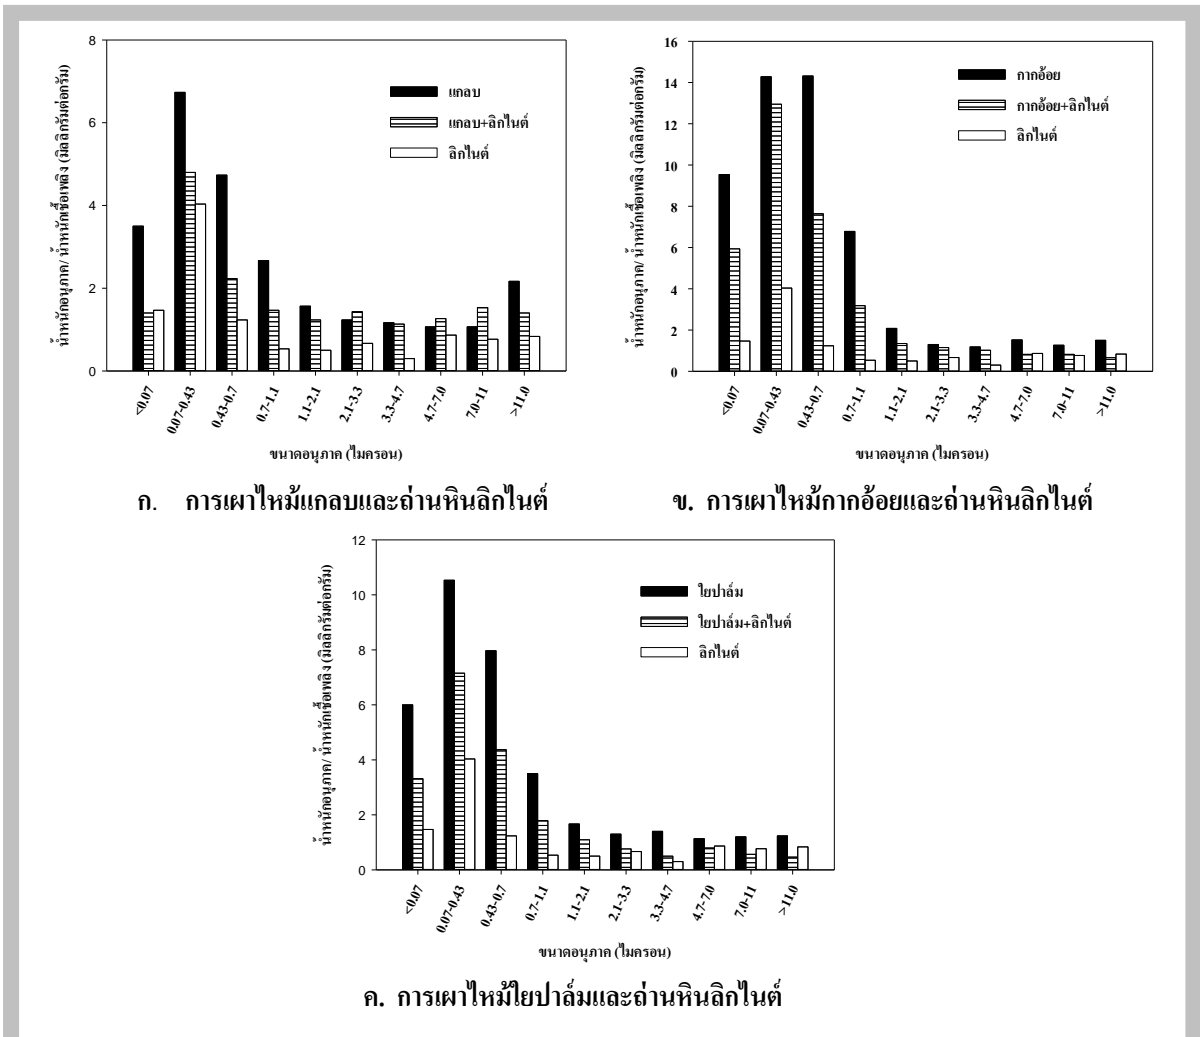 น้ำหนักอนุภาค/ น้ำหนักเชื้อเพลิง (มิลลิกรัมต่อกรัม)
8
6
4
2
0
แกลบ
แกลบ+ลิกไนต์
ลิกไนต์
<0.07
0.07-0.43
0.43-0.7
0.7-1.1
1.1-2.1
2.1-3.3
3.3-4.7
4.7-7.0
7.0-11
>11.0
ขนาดอนุภาค (ไมครอน)
ก. การเผาไหม้แกลบและถ่านหินลิกไนต์
น้ำหนักอนุภาค/ น้ำหนักเชื้อเพลิง (มิลลิกรัมต่อกรัม)
16
14
12
10
8
6
4
2
0
กากอ้อย
กากอ้อย+ลิกไนต์
ลิกไนต์
<0.07
0.07-0.43
0.43-0.7
0.7-1.1
1.1-2.1
2.1-3.3
3.3-4.7
4.7-7.0
7.0-11
>11.0
ขนาดอนุภาค (ไมครอน)
ข. การเผาไหม้กากอ้อยและถ่านหินลิกไนต์
น้ำหนักอนุภาค/ น้ำหนักเชื้อเพลิง (มิลลิกรัมต่อกรัม)
12
10
8
6
4
2
0
ใยปาล์ม
ใยปาล์ม+ลิกไนต์
ลิกไนต์
<0.07
0.07-0.43
0.43-0.7
0.7-1.1
1.1-2.1
2.1-3.3
3.3-4.7
4.7-7.0
7.0-11
>11.0
ขนาดอนุภาค (ไมครอน)
ค. การเผาไหม้ใยปาล์มและถ่านหินลิกไนต์